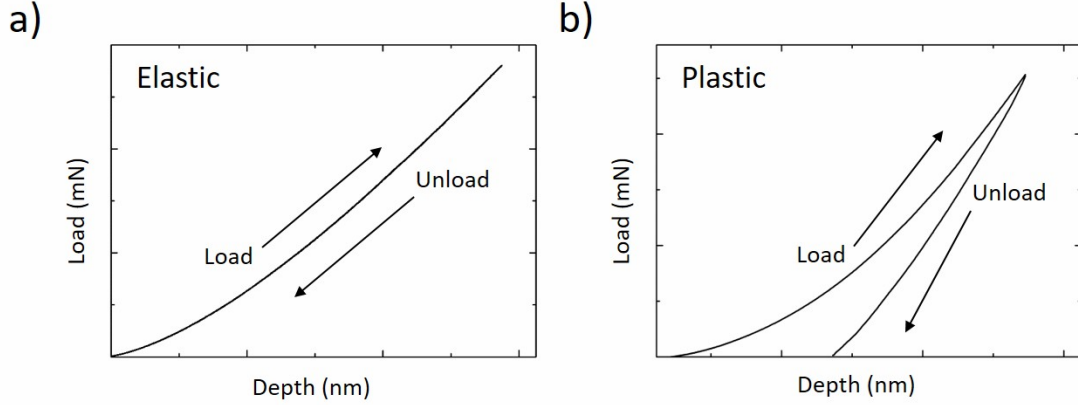 a)
Elastic
Load
Unload
Load (mN)
Depth (nm)
b)
Plastic
Load
Unload
Load (mN)
Depth (nm)